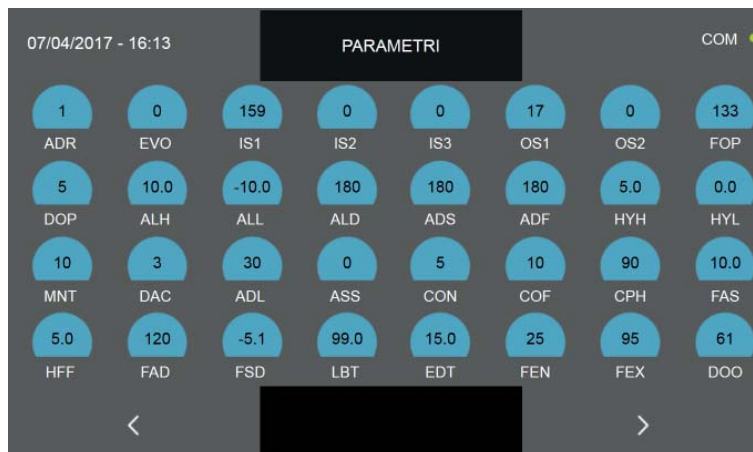 07/04/2017 - 16:13 PARAMETRI COM
1 0 159 0 0 17 0 133
ADR EVO IS1 IS2 IS3 OS1 OS2 FOP
5 10.0 -10.0 180 180 180 5.0 0.0
DOP ALH ALL ALD ADS ADF HYH HYL
10 3 30 0 5 10 90 10.0
MNT DAC ADL ASS CON COF CPH FAS
5.0 120 -5.1 99.0 15.0 25 95 61
HFF FAD FSD LBT EDT FEN FEX DOO